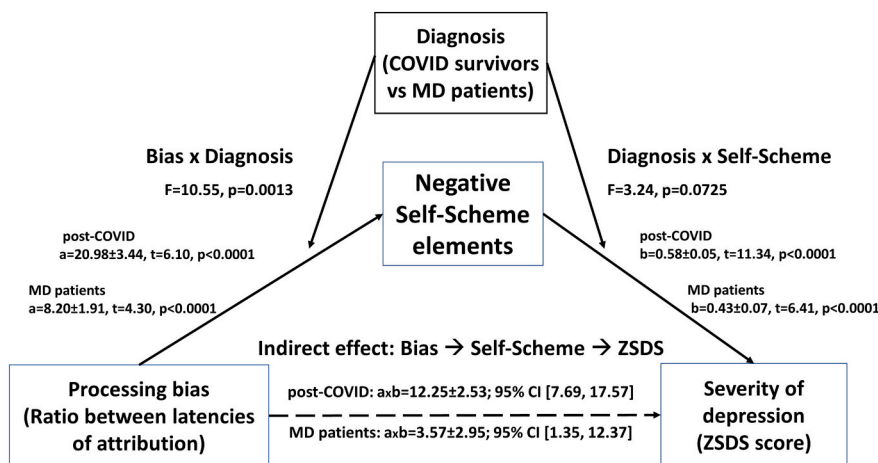 Diagnosis
(COVID survivors
vs MD patients)
Bias x Diagnosis
F=10.55, p=0.0013
Diagnosis x Self-Scheme
F=3.24, p=0.0725
Negative
Self-Scheme
elements
post-COVID
a=20.98±3.44, t=6.10, p<0.0001
MD patients
a=8.20±1.91, t=4.30, p<0.0001
post-COVID
b=0.58±0.05, t=11.34, p<0.0001
MD patients
b=0.43±0.07, t=6.41, p<0.0001
Indirect effect: Bias → Self-Scheme → ZSDS
Processing bias
(Ratio between latencies
of attribution)
post-COVID: axb=12.25±2.53; 95% CI [7.69, 17.57]
MD patients: axb=3.57±2.95; 95% CI [1.35, 12.37]
Severity of
depression
(ZSDS score)